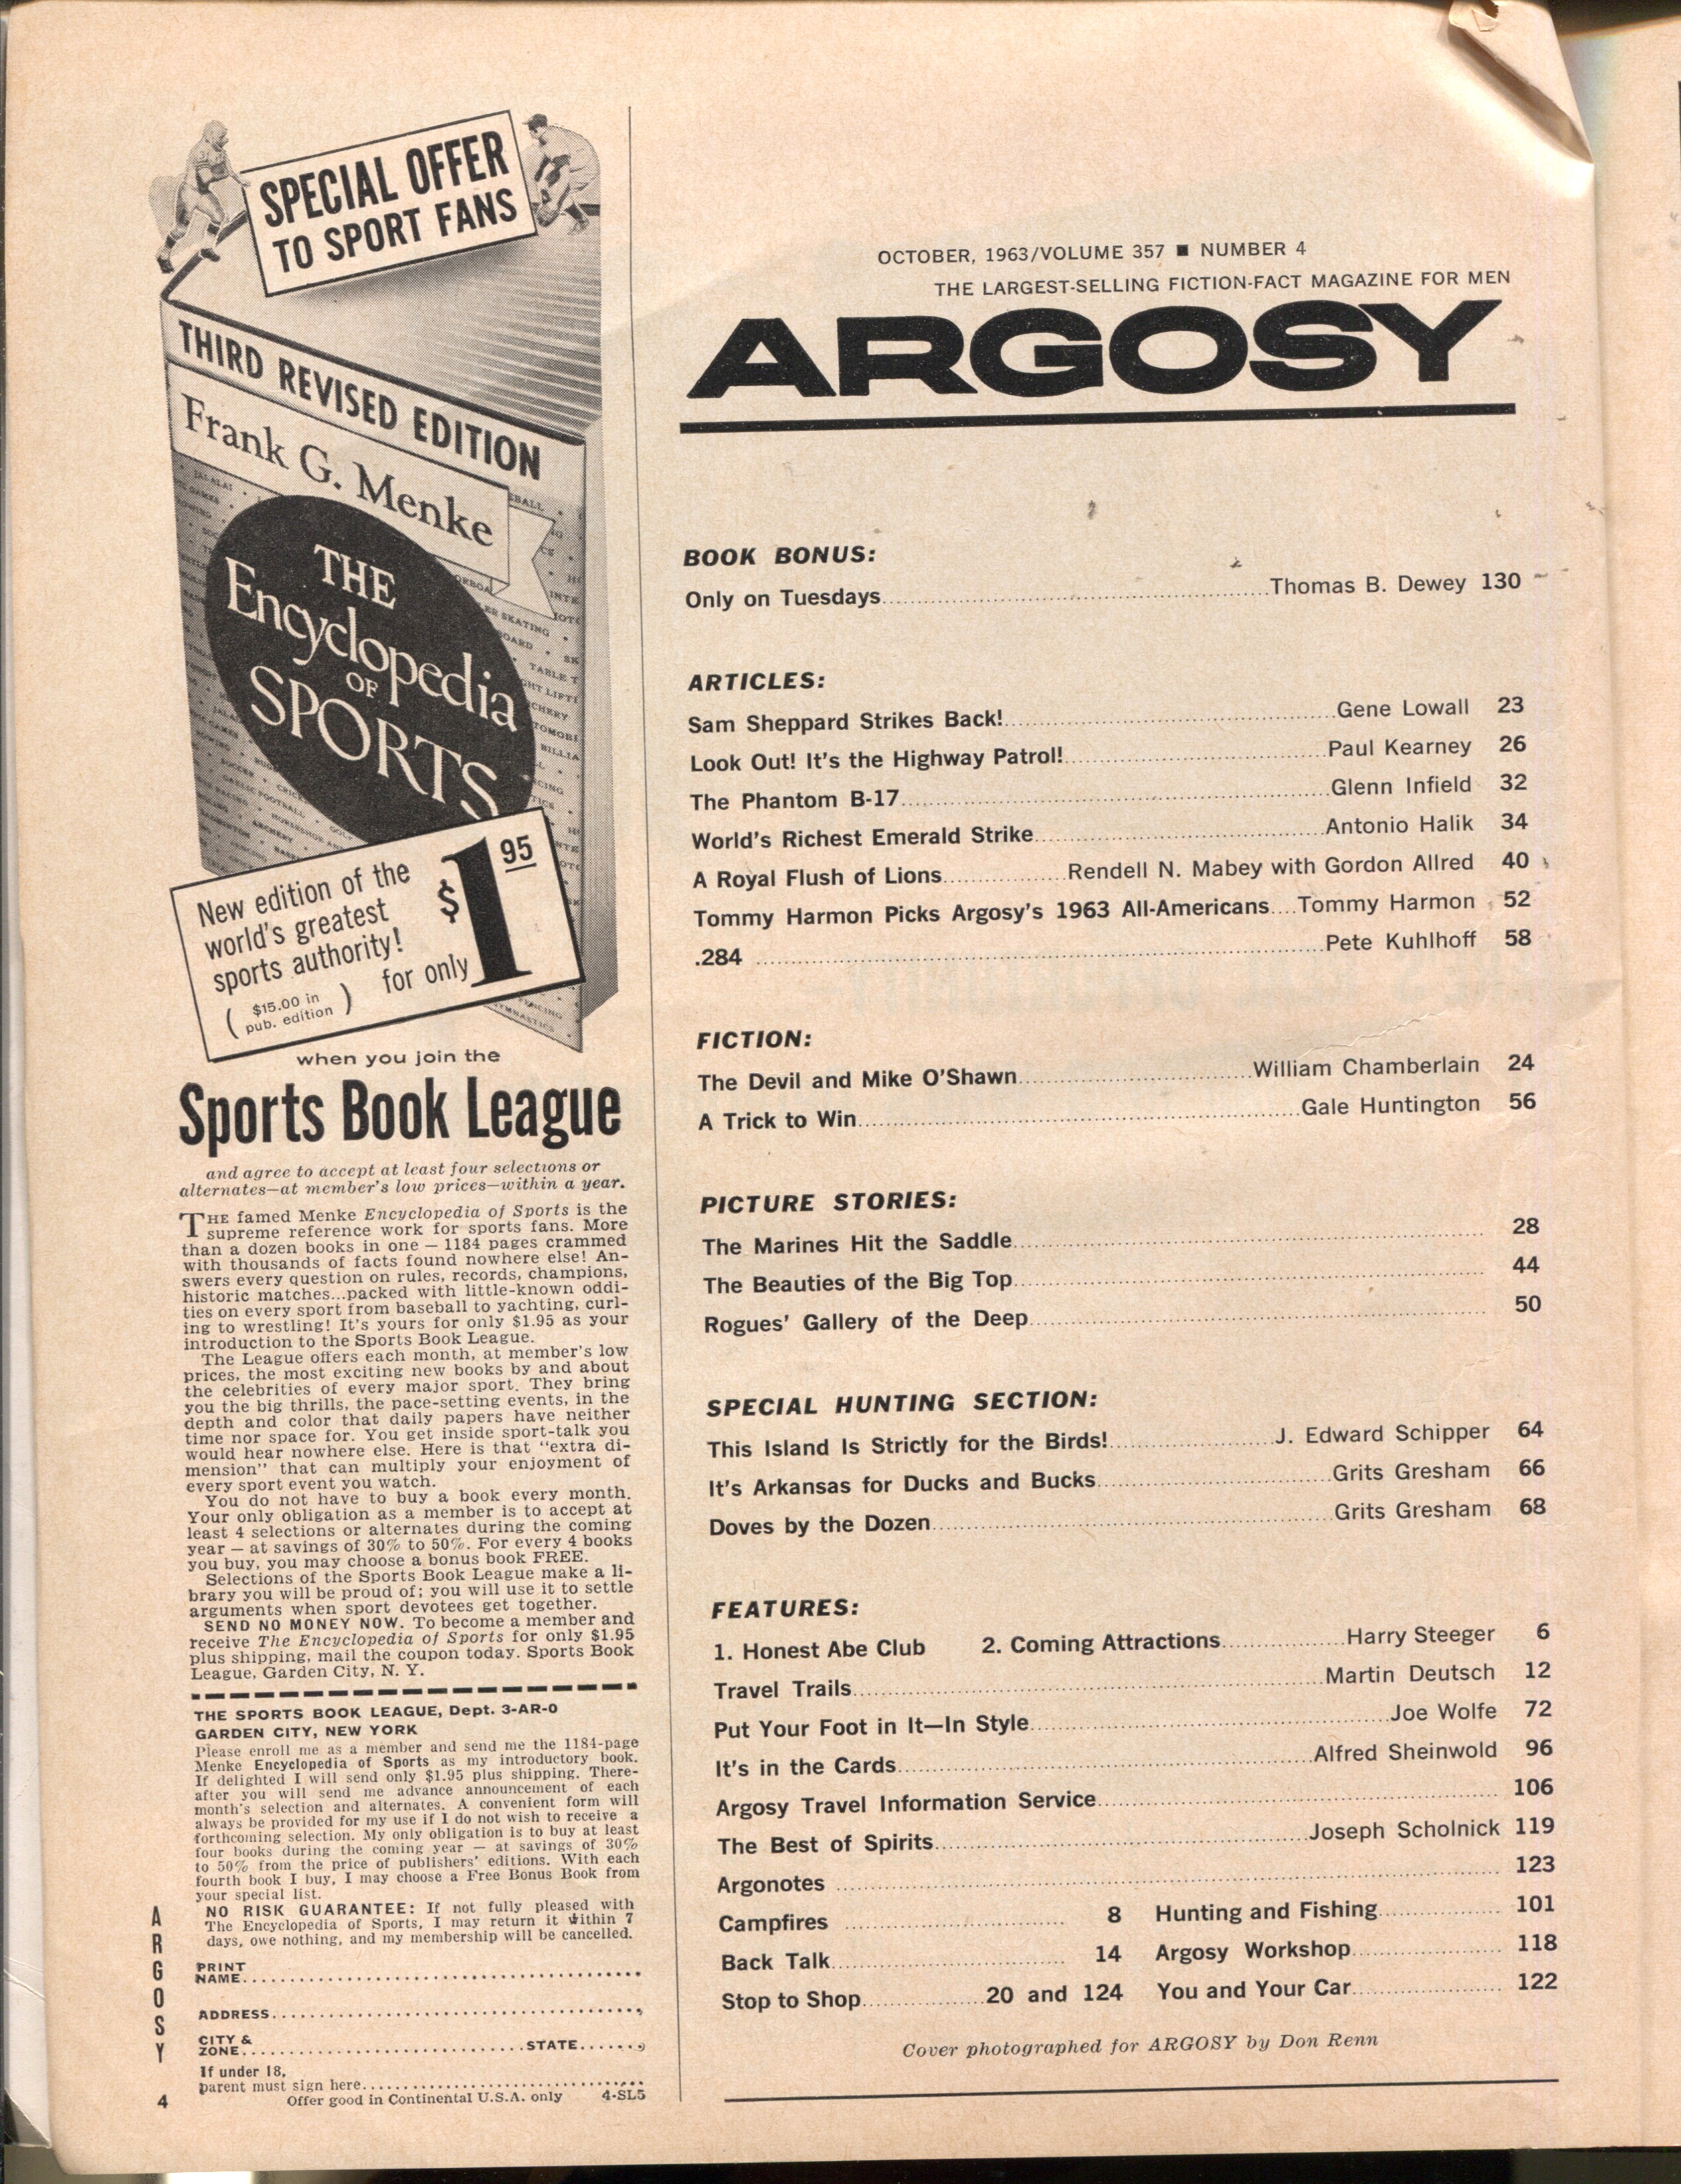 SPECIAL OFFER
TO SPORT FANS
THIRD REVISED EDITION
Frank G. Menke
THE
Encyclopedia
OF
SPORTS
New edition of the
world's greatest
sports authority!
($15.00 in
pub. edition)
for only
$1 95
when you join the
Sports Book League
and agree to accept at least four selections or
alternates—at member's low prices—within a year.
THE famed Menke Encyclopedia of Sports is the
supreme reference work for sports fans. More
than a dozen books in one — 1184 pages crammed
with thousands of facts found nowhere else! An-
swers every question on rules, records, champions,
historic matches...packed with little-known oddi-
ties on every sport from baseball to yachting, curl-
ing to wrestling! It's yours for only $1.95 as your
introduction to the Sports Book League.
The League offers each month, at member's low
prices, the most exciting new books by and about
the celebrities of every major sport. They bring
you the big thrills, the pace-setting events, in the
depth and color that daily papers have neither
time nor space for. You get inside sport-talk you
would hear nowhere else. Here is that "extra di-
mension" that can multiply your enjoyment of
every sport event you watch.
You do not have to buy a book every month.
Your only obligation as a member is to accept at
least 4 selections or alternates during the coming
year — at savings of 30% to 50%. For every 4 books
you buy, you may choose a bonus book FREE.
Selections of the Sports Book League make a li-
brary you will be proud of; you will use it to settle
arguments when sport devotees get together.
SEND NO MONEY NOW. To become a member and
receive The Encyclopedia of Sports for only $1.95
plus shipping, mail the coupon today. Sports Book
League, Garden City, N. Y.
THE SPORTS BOOK LEAGUE, Dept. 3-AR-0
GARDEN CITY, NEW YORK
Please enroll me as a member and send me the 1184-page
Menke Encyclopedia of Sports as my introductory book.
If delighted I will send only $1.95 plus shipping. There-
after you will send me advance announcement of each
month's selection and alternates. A convenient form will
always be provided for my use if I do not wish to receive a
forthcoming selection. My only obligation is to buy at least
four books during the coming year — at savings of 30%
to 50% from the price of publishers' editions. With each
fourth book I buy, I may choose a Free Bonus Book from
your special list.
NO RISK GUARANTEE: If not fully pleased with
The Encyclopedia of Sports, I may return it within 7
days, owe nothing, and my membership will be cancelled.
PRINT
NAME
ADDRESS
CITY &
ZONE STATE
If under 18,
parent must sign here
Offer good in Continental U.S.A. only 4-SL5
ARGOSY
4
OCTOBER, 1963/VOLUME 357 ■ NUMBER 4
THE LARGEST-SELLING FICTION-FACT MAGAZINE FOR MEN
ARGOSY
BOOK BONUS:
Only on Tuesdays Thomas B. Dewey 130
ARTICLES:
Sam Sheppard Strikes Back! Gene Lowall 23
Look Out! It's the Highway Patrol! Paul Kearney 26
The Phantom B-17 Glenn Infield 32
World's Richest Emerald Strike Antonio Halik 34
A Royal Flush of Lions Rendell N. Mabey with Gordon Allred 40
Tommy Harmon Picks Argosy's 1963 All-Americans Tommy Harmon 52
.284 Pete Kuhlhoff 58
FICTION:
The Devil and Mike O'Shawn William Chamberlain 24
A Trick to Win Gale Huntington 56
PICTURE STORIES:
The Marines Hit the Saddle 28
The Beauties of the Big Top 44
Rogues' Gallery of the Deep 50
SPECIAL HUNTING SECTION:
This Island Is Strictly for the Birds! J. Edward Schipper 64
It's Arkansas for Ducks and Bucks Grits Gresham 66
Doves by the Dozen Grits Gresham 68
FEATURES:
1. Honest Abe Club 2. Coming Attractions Harry Steeger 6
Travel Trails Martin Deutsch 12
Put Your Foot in It—In Style Joe Wolfe 72
It's in the Cards Alfred Sheinwold 96
Argosy Travel Information Service 106
The Best of Spirits Joseph Scholnick 119
Argonotes 123
Campfires 8 Hunting and Fishing 101
Back Talk 14 Argosy Workshop 118
Stop to Shop 20 and 124 You and Your Car 122
Cover photographed for ARGOSY by Don Renn